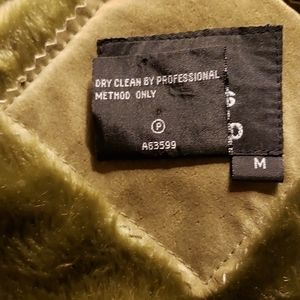 DRY CLEAN BY PROFESSIONAL
METHOD ONLY
P
A63599
M